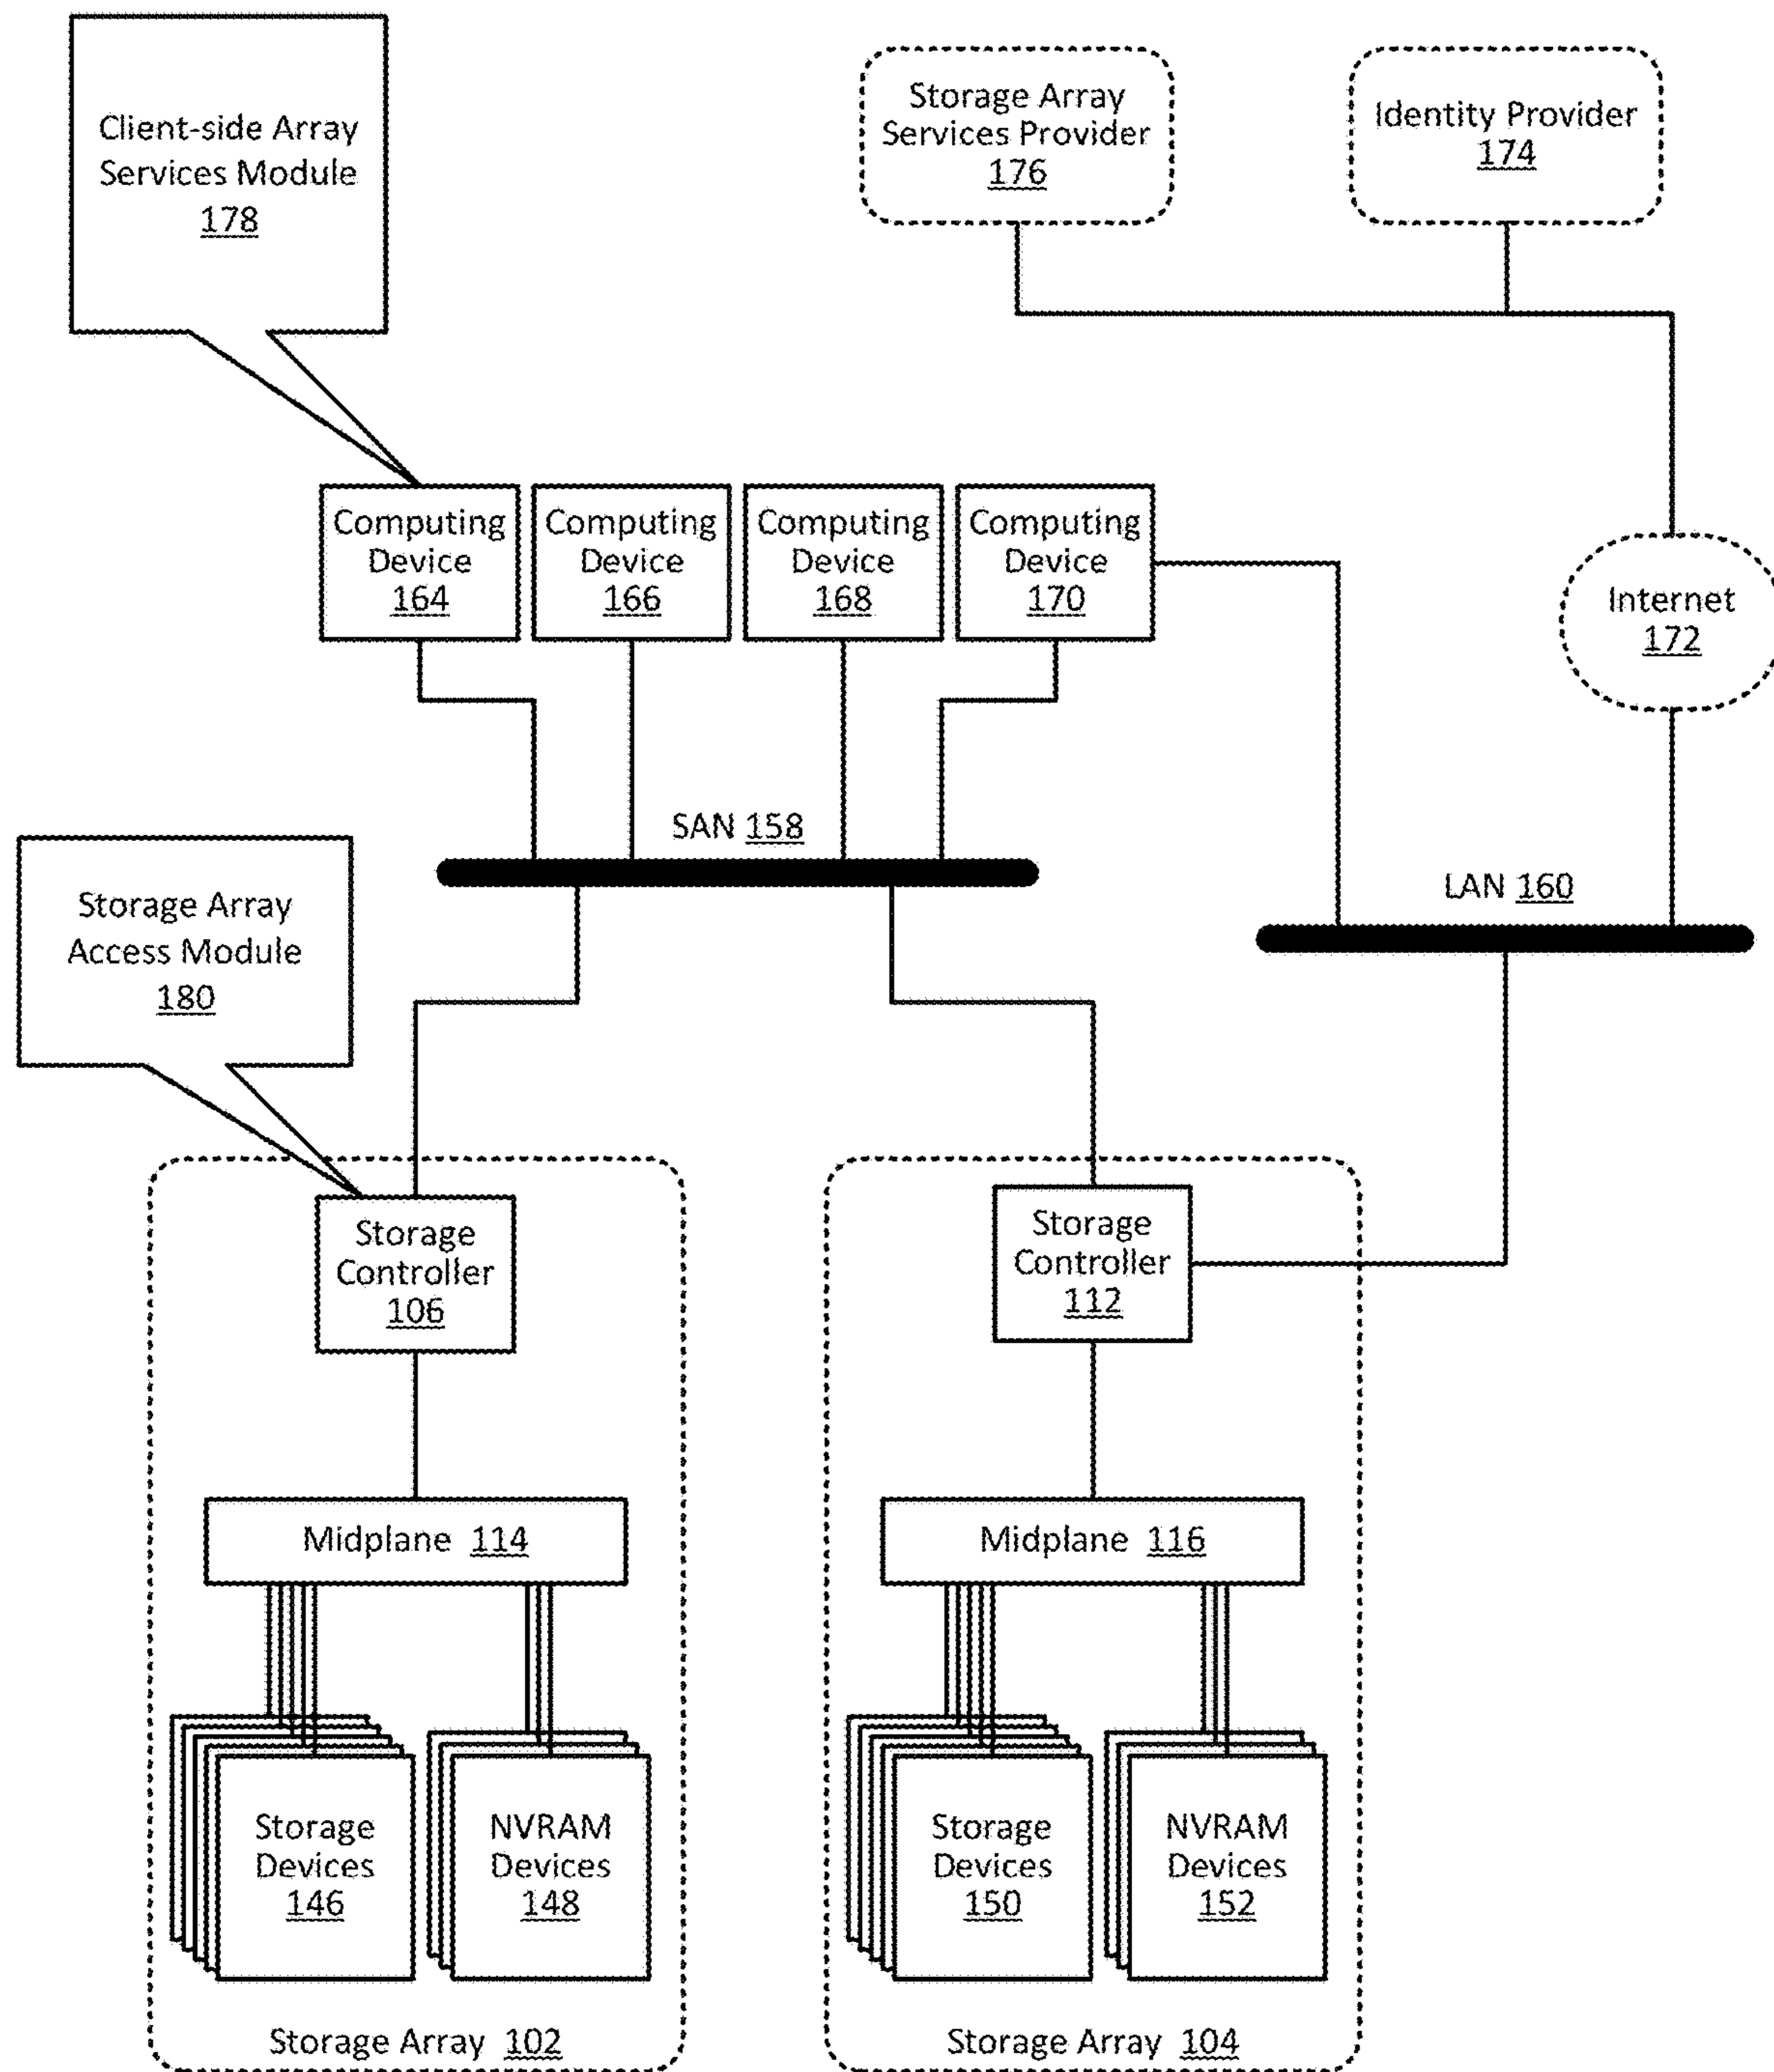 Client-side Array
Services Module
178
Storage Array
Services Provider
176
Identity Provider
174
Computing
Device
164
Computing
Device
166
Computing
Device
168
Computing
Device
170
Internet
172
SAN 158
LAN 160
Storage Array
Access Module
180
Storage
Controller
106
Storage
Controller
112
Midplane 114
Midplane 116
Storage
Devices
146
NVRAM
Devices
148
Storage
Devices
150
NVRAM
Devices
152
Storage Array 102
Storage Array 104